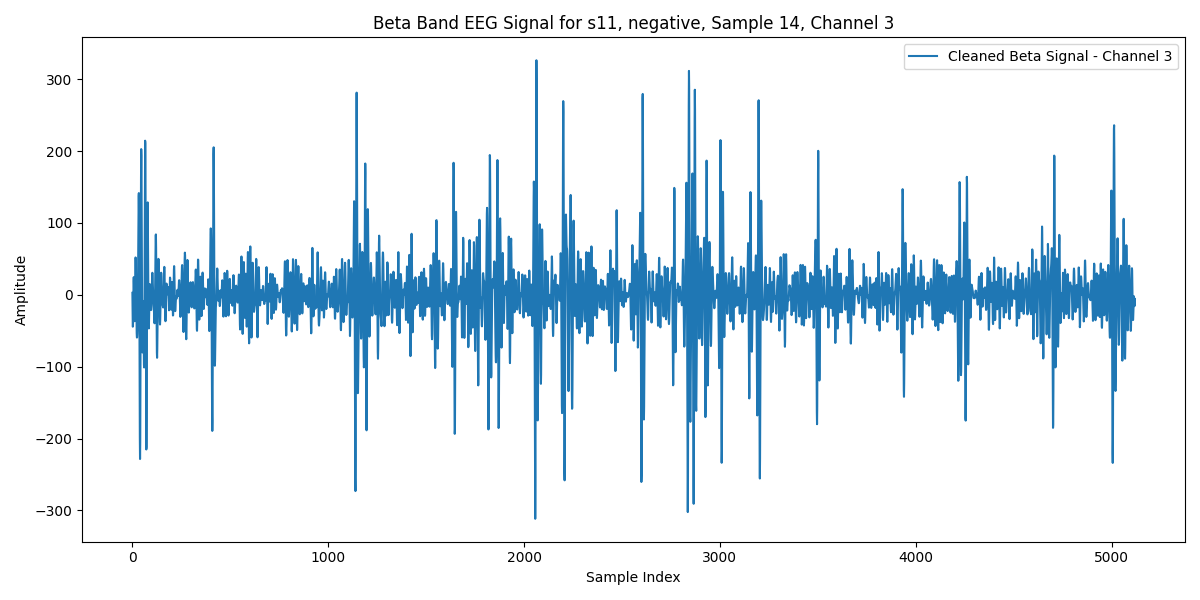 Beta Band EEG Signal for s11, negative, Sample 14, Channel 3
Cleaned Beta Signal - Channel 3
Amplitude
300
200
100
0
−100
−200
−300
0 1000 2000 3000 4000 5000
Sample Index